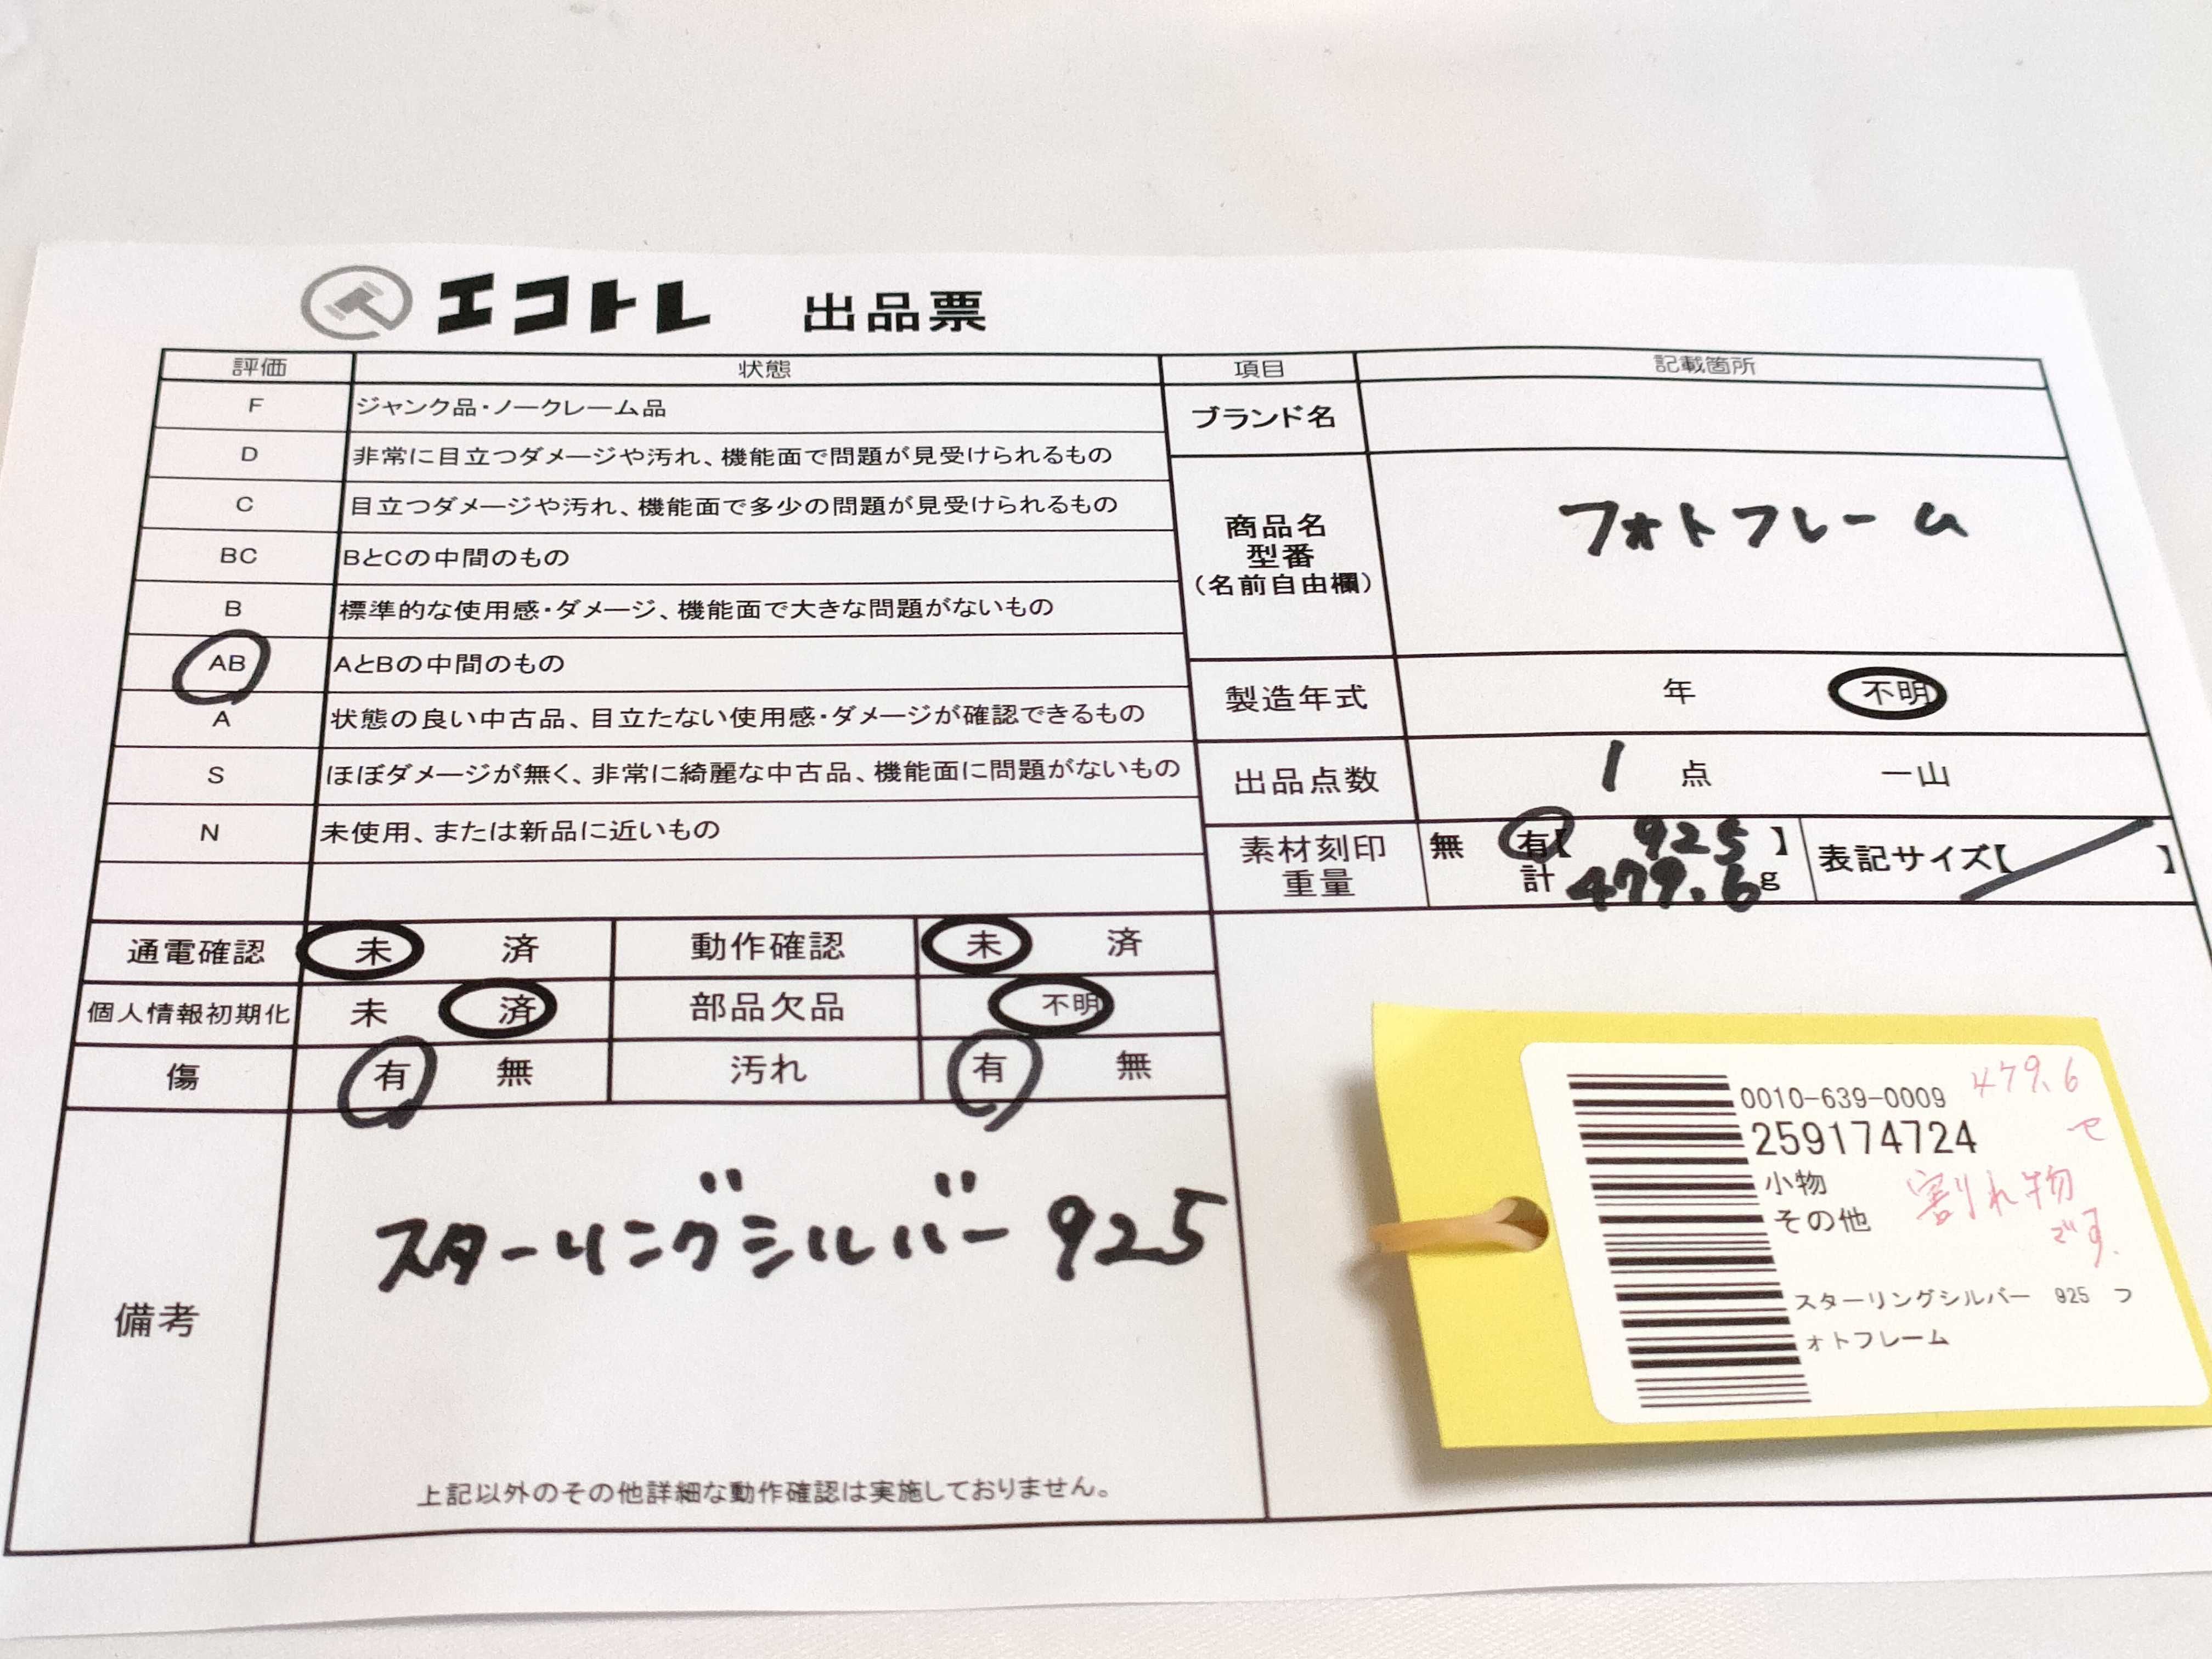 エコトレ 出品票
評価 状態 項目 記載箇所
F ジャンク品・ノークレーム品
D 非常に目立つダメージや汚れ、機能面で問題が見受けられるもの
C 目立つダメージや汚れ、機能面で多少の問題が見受けられるもの
BC BとCの中間のもの
B 標準的な使用感・ダメージ、機能面で大きな問題がないもの
AB AとBの中間のもの
A 状態の良い中古品、目立たない使用感・ダメージが確認できるもの
S ほぼダメージが無く、非常に綺麗な中古品、機能面に問題がないもの
N 未使用、または新品に近いもの
ブランド名
商品名
型番
(名前自由欄)
フォトフレーム
製造年式 年 不明
出品点数 1 点 一山
素材刻印
重量
無 有【 925 】
計 479.6 g
表記サイズ【 】
通電確認 未 済 動作確認 未 済
個人情報初期化 未 済 部品欠品 不明
傷 有 無 汚れ 有 無
備考
スターリングシルバー 925
上記以外のその他詳細な動作確認は実施しておりません。
0010-639-0009
259174724
小物
その他
スターリングシルバー 925 フ
ォトフレーム
479.6
割れ物
です。